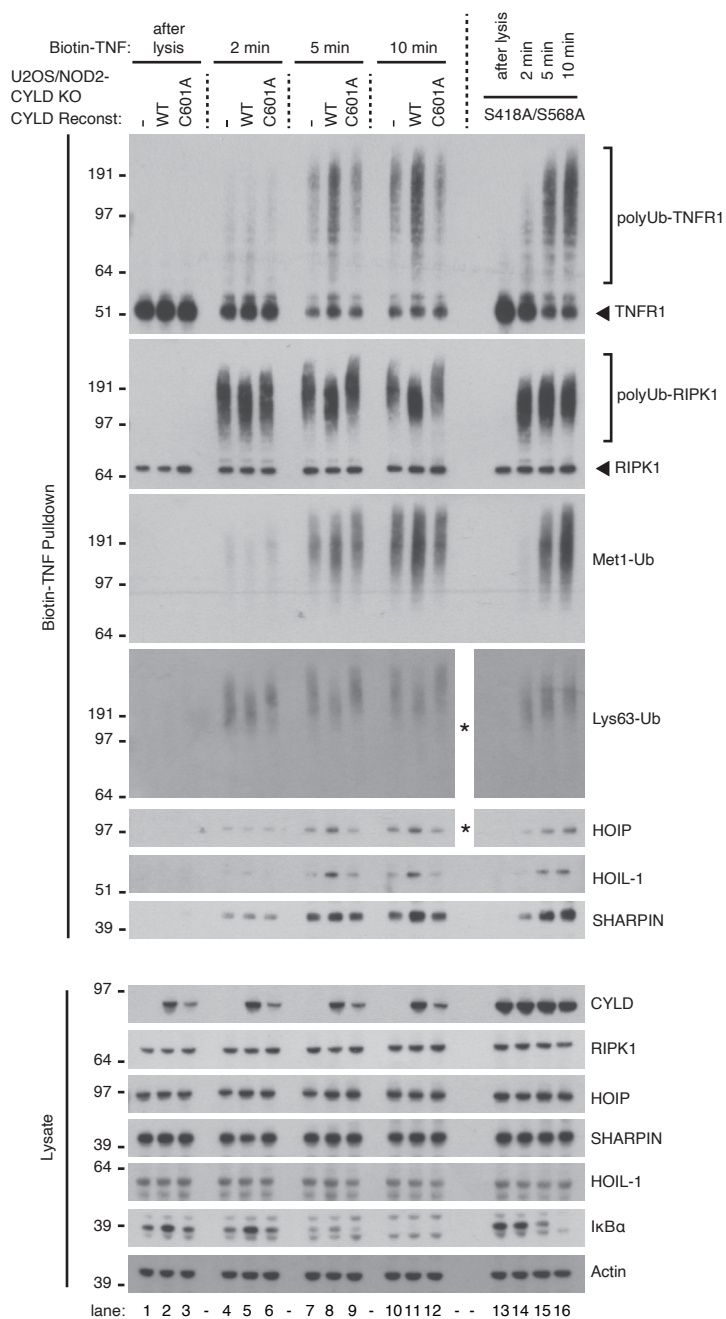 Biotin-TNF: after lysis 2 min 5 min 10 min after lysis 2 min 5 min 10 min
U2OS/NOD2-
CYLD KO
CYLD Reconst: - WT C601A - WT C601A - WT C601A - WT C601A S418A/S568A
Biotin-TNF Pulldown
191
97
64
51
polyUb-TNFR1
◀ TNFR1
191
97
64
polyUb-RIPK1
◀ RIPK1
191
97
64
Met1-Ub
191
97
64
*
Lys63-Ub
97 * HOIP
51 HOIL-1
39 SHARPIN
Lysate
97 CYLD
64 RIPK1
97 HOIP
39 SHARPIN
64 HOIL-1
39 IκBα
39 Actin
lane: 1 2 3 - 4 5 6 - 7 8 9 - 10 11 12 - - 13 14 15 16